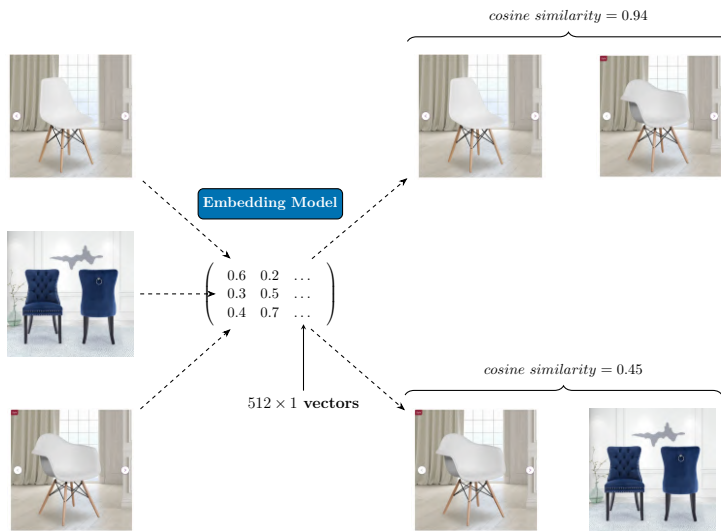 cosine similarity = 0.94
Embedding Model
0.6 0.2 ...
0.3 0.5 ...
0.4 0.7 ...
512 × 1 vectors
cosine similarity = 0.45